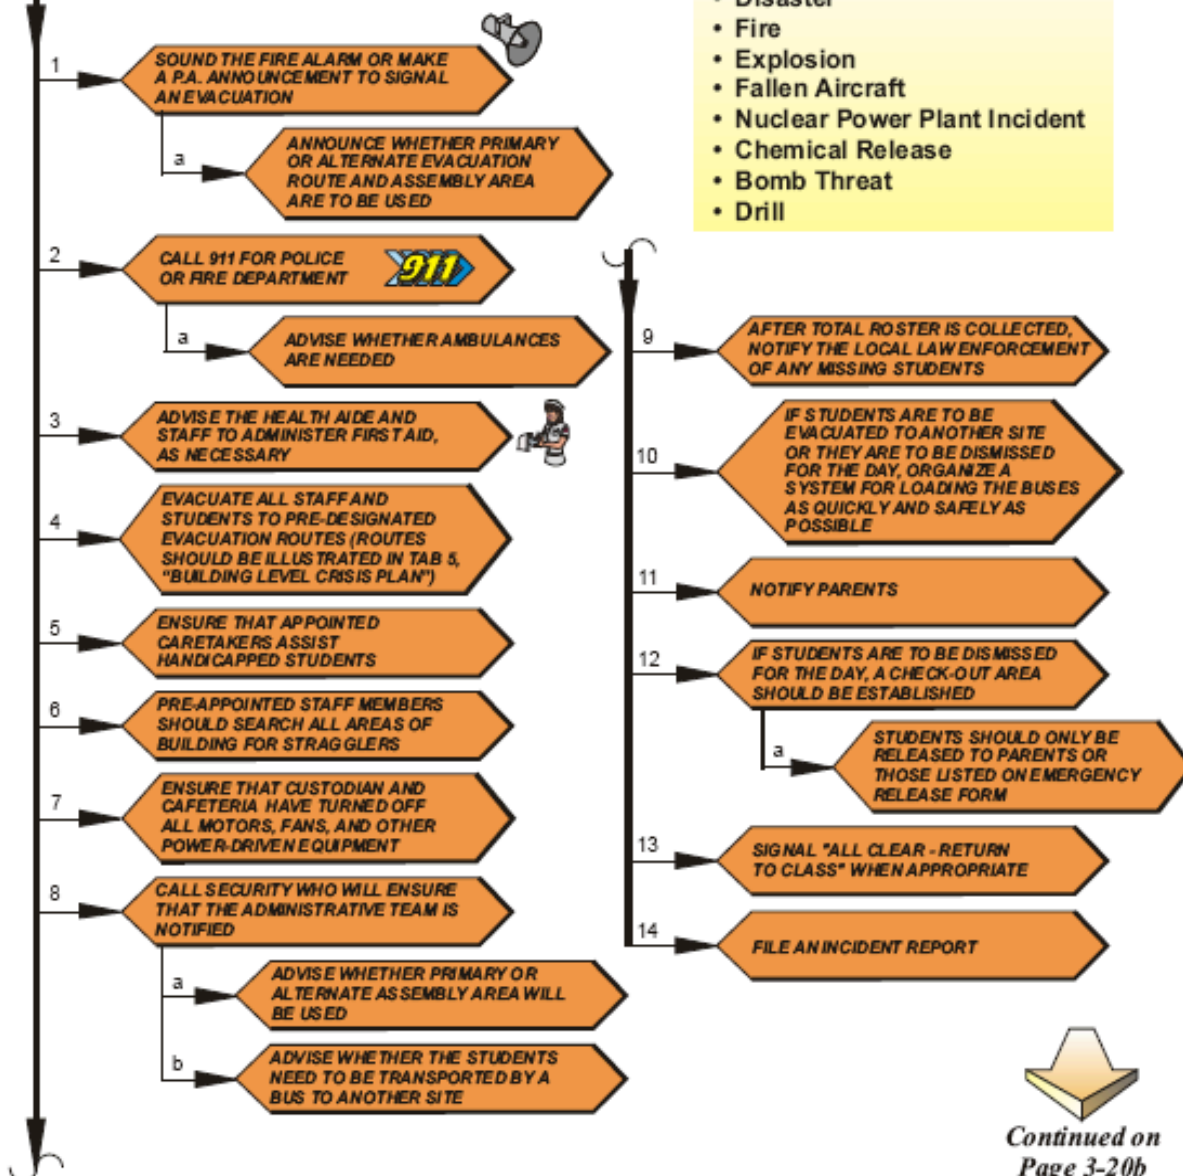 1
SOUND THE FIRE ALARM OR MAKE
A P.A. ANNOUNCEMENT TO SIGNAL
AN EVACUATION
a
ANNOUNCE WHETHER PRIMARY
OR ALTERNATE EVACUATION
ROUTE AND ASSEMBLY AREA
ARE TO BE USED
2
CALL 911 FOR POLICE
OR FIRE DEPARTMENT
911
a
ADVISE WHETHER AMBULANCES
ARE NEEDED
3
ADVISE THE HEALTH AIDE AND
STAFF TO ADMINISTER FIRST AID,
AS NECESSARY
4
EVACUATE ALL STAFF AND
STUDENTS TO PRE-DESIGNATED
EVACUATION ROUTES (ROUTES
SHOULD BE ILLUSTRATED IN TAB 5,
"BUILDING LEVEL CRISIS PLAN")
5
ENSURE THAT APPOINTED
CARETAKERS ASSIST
HANDICAPPED STUDENTS
6
PRE-APPOINTED STAFF MEMBERS
SHOULD SEARCH ALL AREAS OF
BUILDING FOR STRAGGLERS
7
ENSURE THAT CUSTODIAN AND
CAFETERIA HAVE TURNED OFF
ALL MOTORS, FANS, AND OTHER
POWER-DRIVEN EQUIPMENT
8
CALL SECURITY WHO WILL ENSURE
THAT THE ADMINISTRATIVE TEAM IS
NOTIFIED
a
ADVISE WHETHER PRIMARY OR
ALTERNATE ASSEMBLY AREA WILL
BE USED
b
ADVISE WHETHER THE STUDENTS
NEED TO BE TRANSPORTED BY A
BUS TO ANOTHER SITE
• Disaster
• Fire
• Explosion
• Fallen Aircraft
• Nuclear Power Plant Incident
• Chemical Release
• Bomb Threat
• Drill
9
AFTER TOTAL ROSTER IS COLLECTED,
NOTIFY THE LOCAL LAW ENFORCEMENT
OF ANY MISSING STUDENTS
10
IF STUDENTS ARE TO BE
EVACUATED TO ANOTHER SITE
OR THEY ARE TO BE DISMISSED
FOR THE DAY, ORGANIZE A
SYSTEM FOR LOADING THE BUSES
AS QUICKLY AND SAFELY AS
POSSIBLE
11
NOTIFY PARENTS
12
IF STUDENTS ARE TO BE DISMISSED
FOR THE DAY, A CHECK-OUT AREA
SHOULD BE ESTABLISHED
a
STUDENTS SHOULD ONLY BE
RELEASED TO PARENTS OR
THOSE LISTED ON EMERGENCY
RELEASE FORM
13
SIGNAL "ALL CLEAR - RETURN
TO CLASS" WHEN APPROPRIATE
14
FILE AN INCIDENT REPORT
Continued on
Page 3-20b